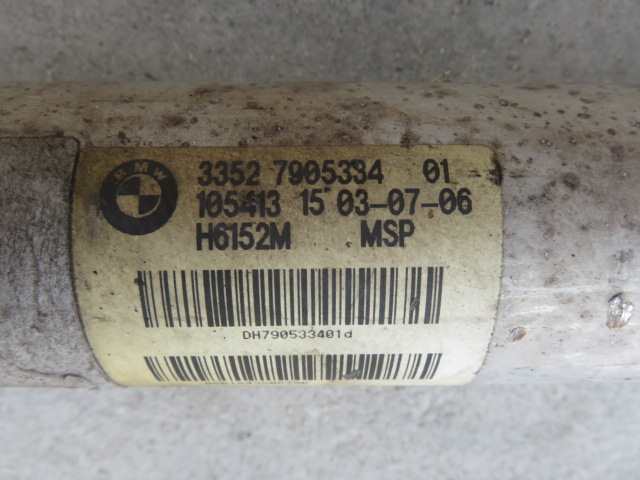 BMW
3352 7905334 01
105413 15 03-07-06
H6152M MSP
DH790533401d